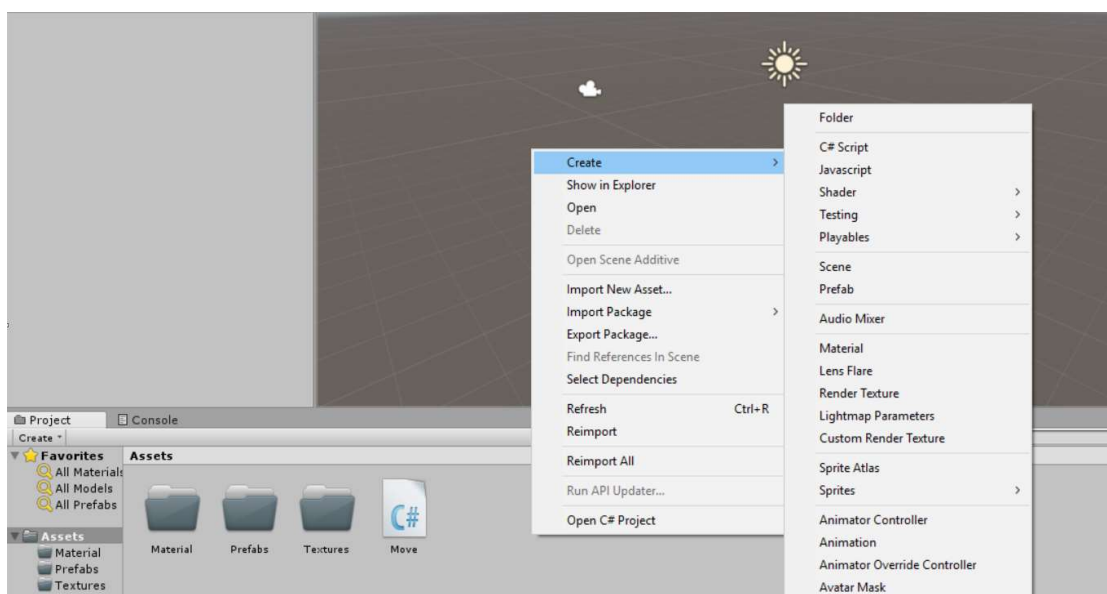 Create
Show in Explorer
Open
Delete
Open Scene Additive
Import New Asset...
Import Package
Export Package...
Find References In Scene
Select Dependencies
Refresh Ctrl+R
Reimport
Reimport All
Run API Updater...
Open C# Project
Folder
C# Script
Javascript
Shader
Testing
Playables
Scene
Prefab
Audio Mixer
Material
Lens Flare
Render Texture
Lightmap Parameters
Custom Render Texture
Sprite Atlas
Sprites
Animator Controller
Animation
Animator Override Controller
Avatar Mask
Project Console
Create
Favorites
All Materials
All Models
All Prefabs
Assets
Material
Prefabs
Textures
Assets
C#
Material Prefabs Textures Move